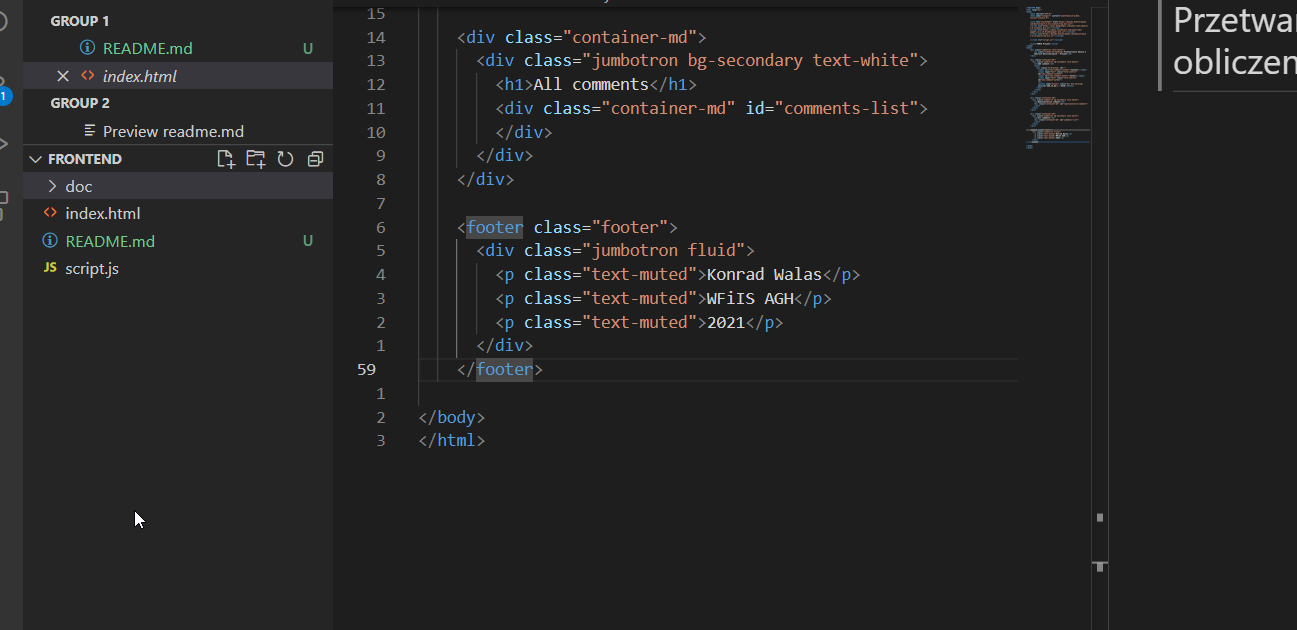 GROUP 1
README.md U
index.html
GROUP 2
Preview readme.md
FRONTEND
doc
index.html
README.md U
JS script.js
1
15
14 <div class="container-md">
13 <div class="jumbotron bg-secondary text-white">
12 <h1>All comments</h1>
11 <div class="container-md" id="comments-list">
10 </div>
9 </div>
8 </div>
7
6 <footer class="footer">
5 <div class="jumbotron fluid">
4 <p class="text-muted">Konrad Walas</p>
3 <p class="text-muted">WFiIS AGH</p>
2 <p class="text-muted">2021</p>
1 </div>
59 </footer>
1
2 </body>
3 </html>
Przetwa
obliczen